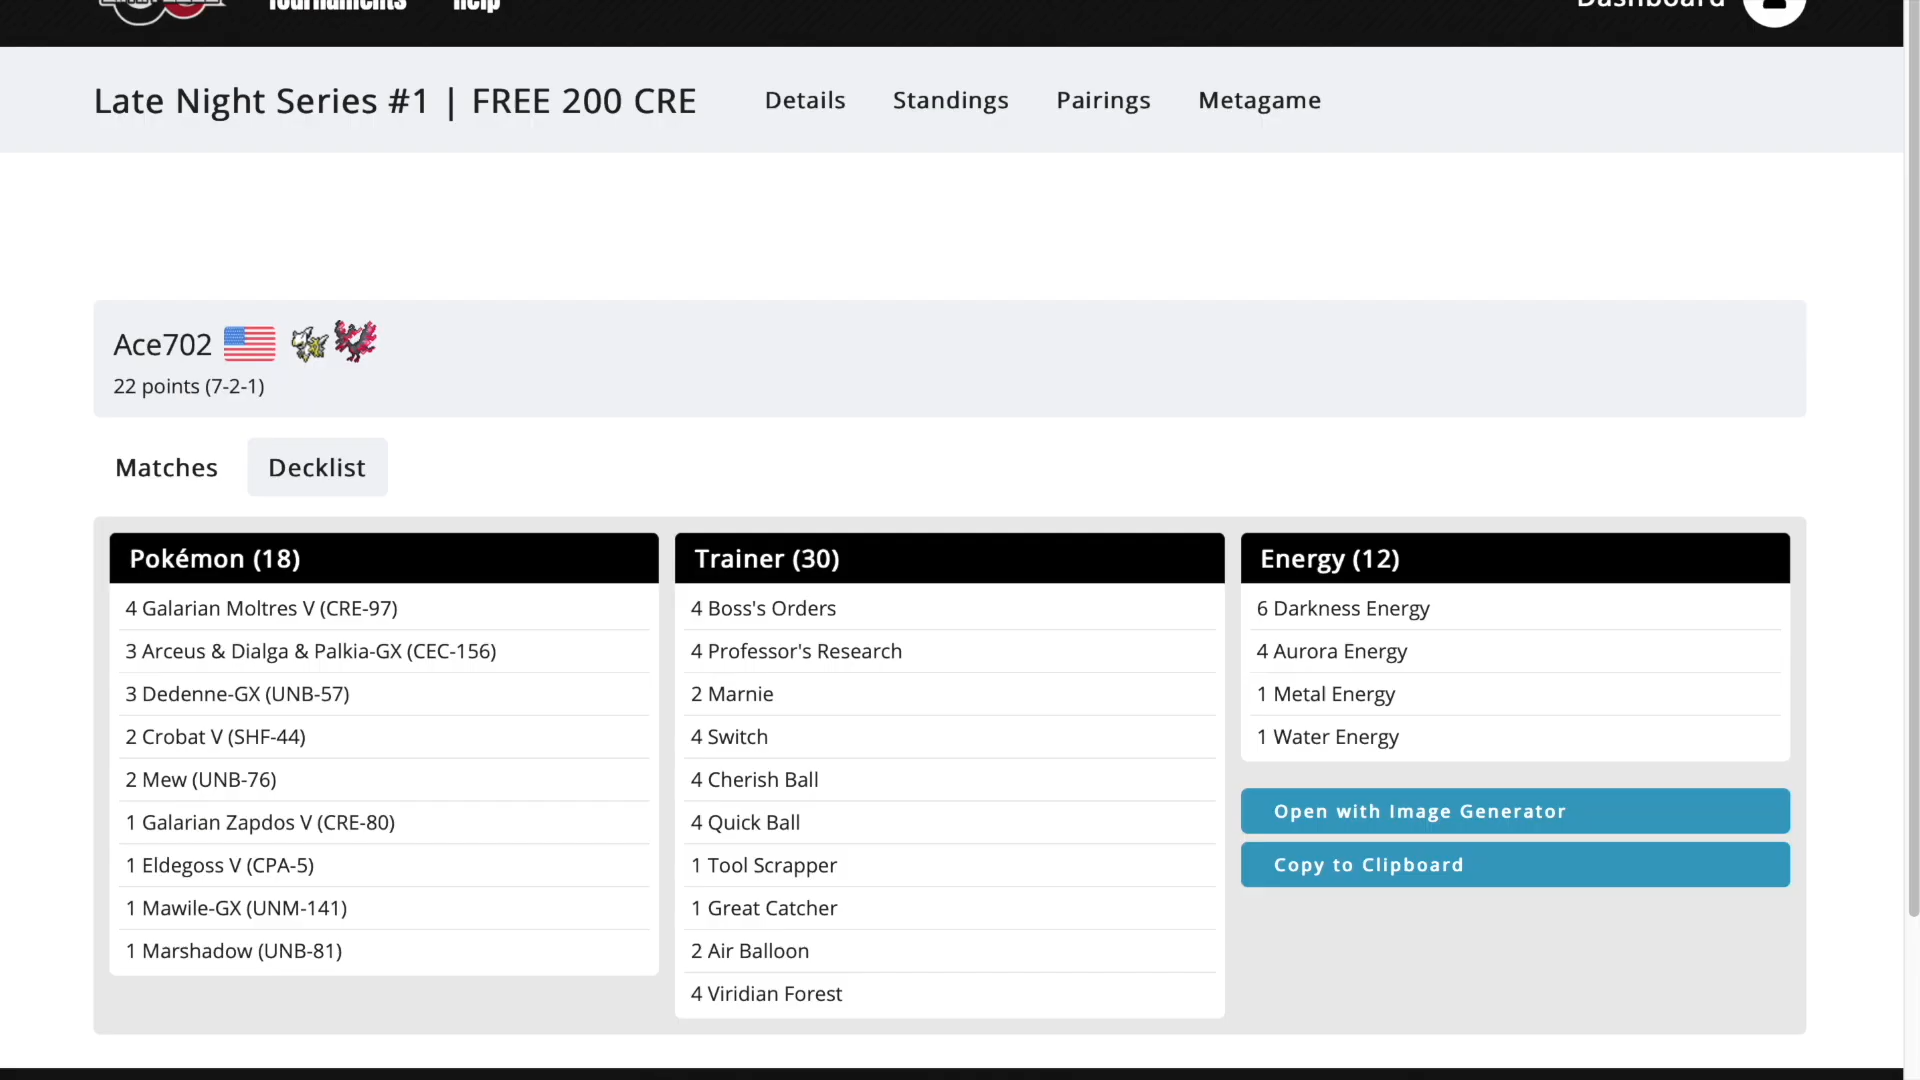 Tournaments Help Dashboard
Late Night Series #1 | FREE 200 CRE Details Standings Pairings Metagame
Ace702
22 points (7-2-1)
Matches Decklist
Pokémon (18)
4 Galarian Moltres V (CRE-97)
3 Arceus & Dialga & Palkia-GX (CEC-156)
3 Dedenne-GX (UNB-57)
2 Crobat V (SHF-44)
2 Mew (UNB-76)
1 Galarian Zapdos V (CRE-80)
1 Eldegoss V (CPA-5)
1 Mawile-GX (UNM-141)
1 Marshadow (UNB-81)
Trainer (30)
4 Boss's Orders
4 Professor's Research
2 Marnie
4 Switch
4 Cherish Ball
4 Quick Ball
1 Tool Scrapper
1 Great Catcher
2 Air Balloon
4 Viridian Forest
Energy (12)
6 Darkness Energy
4 Aurora Energy
1 Metal Energy
1 Water Energy
Open with Image Generator
Copy to Clipboard